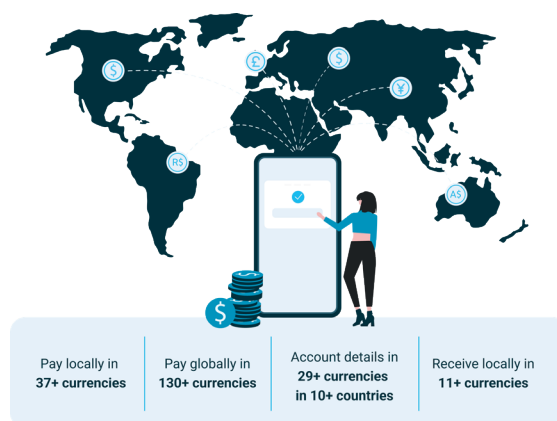 $
£
$
¥
R$
A$
$
$
Pay locally in
37+ currencies
Pay globally in
130+ currencies
Account details in
29+ currencies
in 10+ countries
Receive locally in
11+ currencies